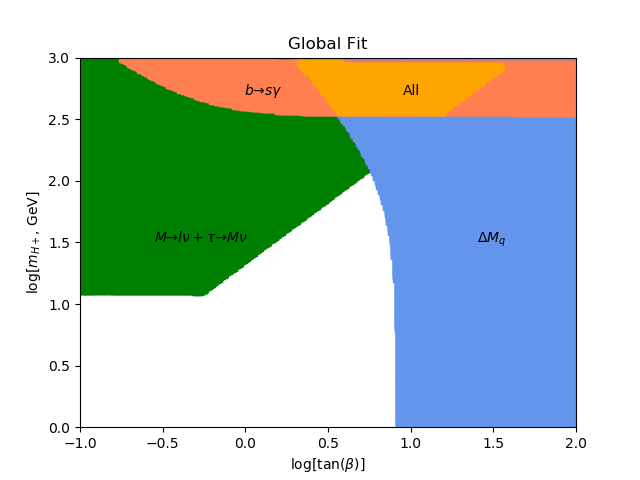 Global Fit
log[m_{H+}, GeV]
3.0
2.5
2.0
1.5
1.0
0.5
0.0
b→sγ
All
M→lν + τ→Mν
ΔM_q
−1.0 −0.5 0.0 0.5 1.0 1.5 2.0
log[tan(β)]